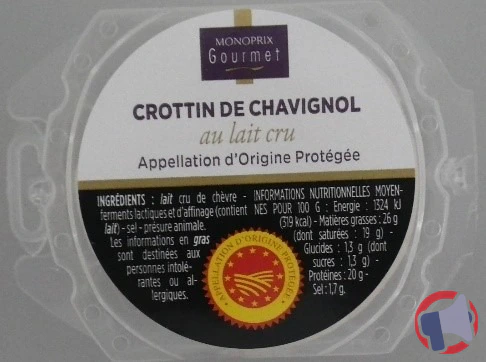 MONOPRIX
Gourmet
CROTTIN DE CHAVIGNOL
au lait cru
Appellation d'Origine Protégée
INGRÉDIENTS : lait cru de chèvre -
ferments lactiques et d'affinage (contient
lait) - sel - présure animale.
Les informations en gras
sont destinées aux
personnes intolé-
rantes ou al-
lergiques.
INFORMATIONS NUTRITIONNELLES MOYEN-
NES POUR 100 G : Energie : 1324 kJ
(319 kcal) - Matières grasses : 26 g
(dont saturées : 19 g) -
Glucides : 1,3 g (dont
sucres : 1,3 g) -
Protéines : 20 g -
Sel : 1,7 g.
APPELLATION D'ORIGINE PROTÉGÉE